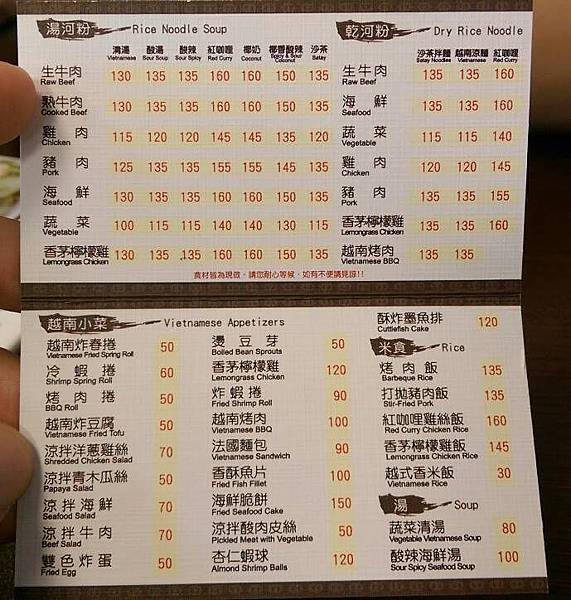 湯河粉 Rice Noodle Soup
清湯 酸湯 酸辣 紅咖哩 椰奶 椰香酸辣 沙茶
Vietnamese Sour Soup Sour Spicy Red Curry Coconut Spicy & Sour Coconut Satay
生牛肉 130 135 135 160 160 150 135
Raw Beef
熟牛肉 130 135 135 160 160 150 135
Cooked Beef
雞肉 115 120 120 145 145 135 120
Chicken
豬肉 125 135 135 155 155 145 135
Pork
海鮮 130 135 135 160 160 150 135
Seafood
蔬菜 100 115 115 140 140 130 115
Vegetable
香茅檸檬雞 130 135 135 160 160 150 135
Lemongrass Chicken
乾河粉 Dry Rice Noodle
沙茶拌麵 越南涼麵 紅咖哩
Satay Noodles Vietnamese Red Curry
生牛肉 135 135 160
Raw Beef
海鮮 135 135 160
Seafood
蔬菜 115 115 140
Vegetable
雞肉 120 120 145
Chicken
豬肉 135 135 155
Pork
香茅檸檬雞 135 135 160
Lemongrass Chicken
越南烤肉 135 135
Vietnamese BBQ
食材皆為現做，請您耐心等候，如有不便請見諒!!
越南小菜 Vietnamese Appetizers
越南炸春捲 50
Vietnamese Fried Spring Roll
冷蝦捲 60
Shrimp Spring Roll
烤肉捲 50
BBQ Roll
越南炸豆腐 50
Vietnamese Fried Tofu
涼拌洋蔥雞絲 70
Shredded Chicken Salad
涼拌青木瓜絲 50
Papaya Salad
涼拌海鮮 70
Seafood Salad
涼拌牛肉 70
Beef Salad
雙色炸蛋 50
Fried Egg
燙豆芽 50
Boiled Bean Sprouts
香茅檸檬雞 120
Lemongrass Chicken
炸蝦捲 90
Fried Shrimp Roll
越南烤肉 100
Vietnamese BBQ
法國麵包 90
Vietnamese Sandwich
香酥魚片 100
Fried Fish Fillet
海鮮脆餅 150
Fried Seafood Cake
涼拌酸肉皮絲 50
Pickled Meat with Vegetable
杏仁蝦球 120
Almond Shrimp Balls
酥炸墨魚排 120
Cuttlefish Cake
米食 Rice
烤肉飯 135
Barbeque Rice
打拋豬肉飯 135
Stir-Fried Pork
紅咖哩雞絲飯 160
Red Curry Chicken Rice
香茅檸檬雞飯 145
Lemongrass Chicken Rice
越式香米飯 30
Vietnamese Rice
湯 Soup
蔬菜清湯 80
Vegetable Vietnamese Soup
酸辣海鮮湯 100
Sour Spicy Seafood Soup